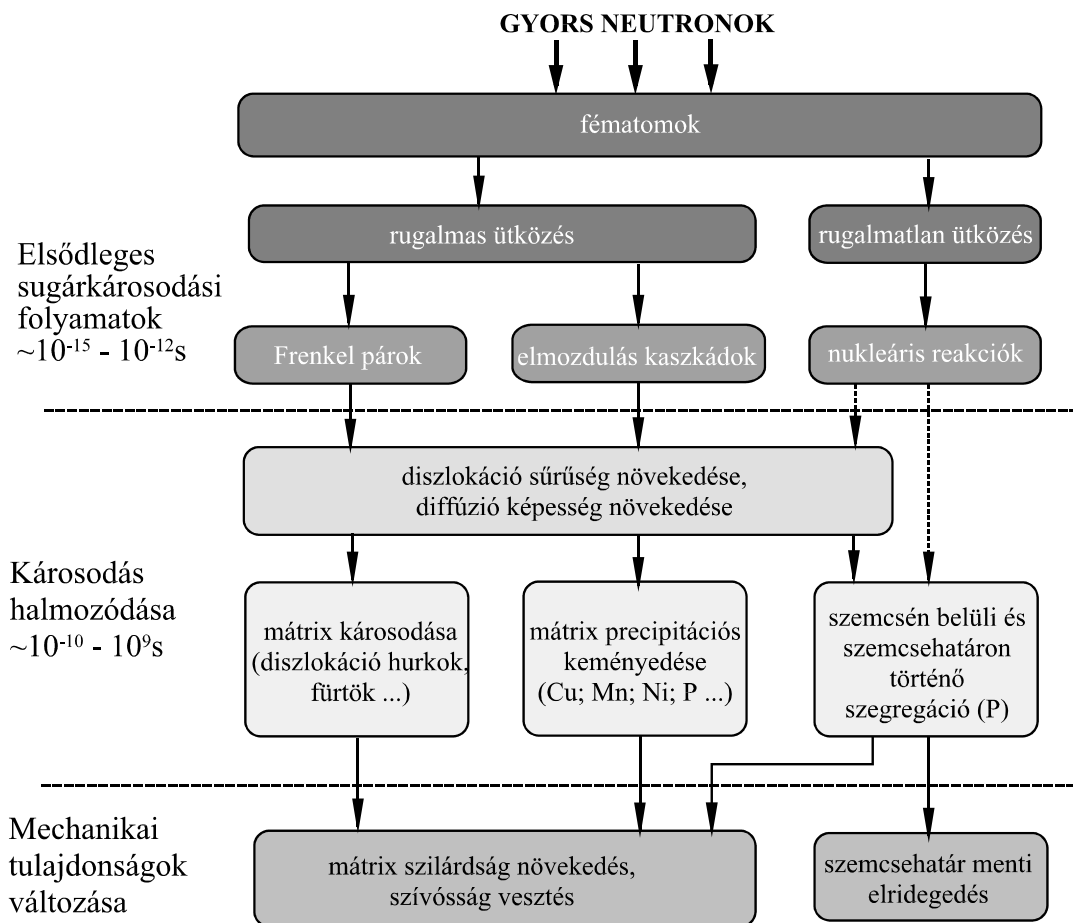 GYORS NEUTRONOK
fématomok
rugalmas ütközés
rugalmatlan ütközés
Elsődleges
sugárkárosodási
folyamatok
~10⁻¹⁵ - 10⁻¹²s
Frenkel párok
elmozdulás kaszkádok
nukleáris reakciók
diszlokáció sűrűség növekedése,
diffúzió képesség növekedése
Károsodás
halmozódása
~10⁻¹⁰ - 10⁹s
mátrix károsodása
(diszlokáció hurkok,
fürtök ...)
mátrix precipitációs
keményedése
(Cu; Mn; Ni; P ...)
szemcsén belüli és
szemcsehatáron
történő
szegregáció (P)
Mechanikai
tulajdonságok
változása
mátrix szilárdság növekedés,
szívósság vesztés
szemcsehatár menti
elridegedés